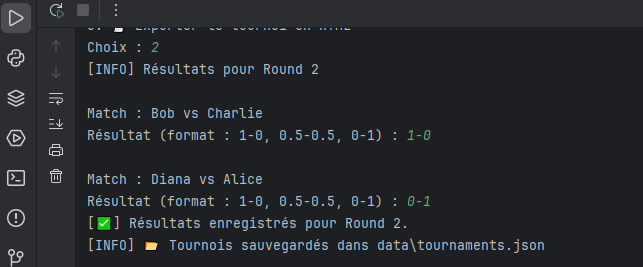 Choix : 2
[INFO] Résultats pour Round 2
Match : Bob vs Charlie
Résultat (format : 1-0, 0.5-0.5, 0-1) : 1-0
Match : Diana vs Alice
Résultat (format : 1-0, 0.5-0.5, 0-1) : 0-1
[✅] Résultats enregistrés pour Round 2.
[INFO] 📂 Tournois sauvegardés dans data\tournaments.json